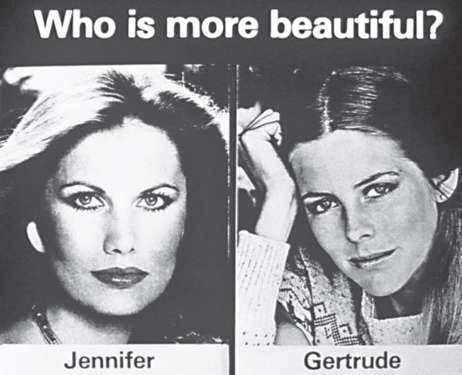 Who is more beautiful?
Jennifer
Gertrude